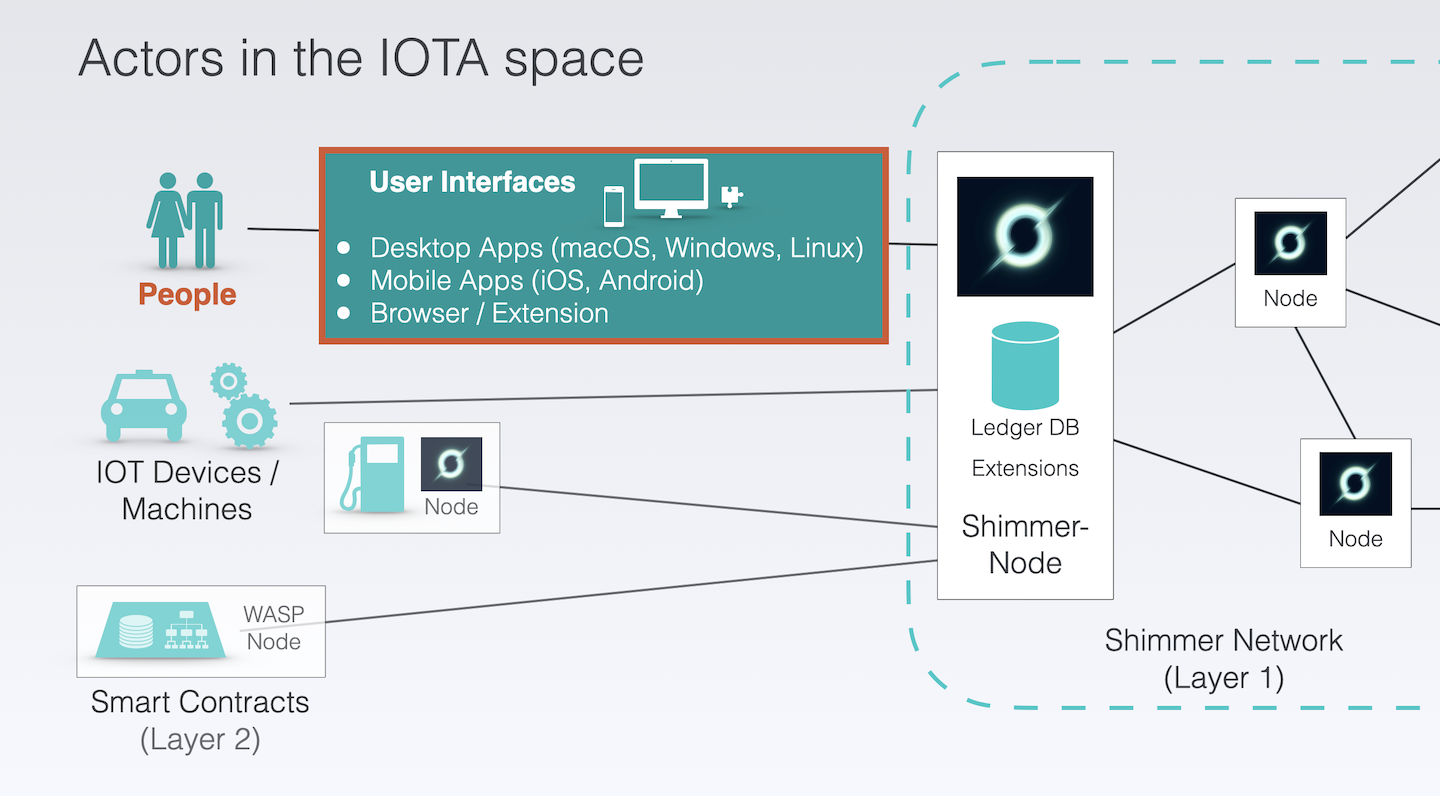 Actors in the IOTA space
User Interfaces
● Desktop Apps (macOS, Windows, Linux)
● Mobile Apps (iOS, Android)
● Browser / Extension
People
IOT Devices /
Machines
Node
WASP
Node
Smart Contracts
(Layer 2)
Ledger DB
Extensions
Shimmer-
Node
Node
Node
Shimmer Network
(Layer 1)